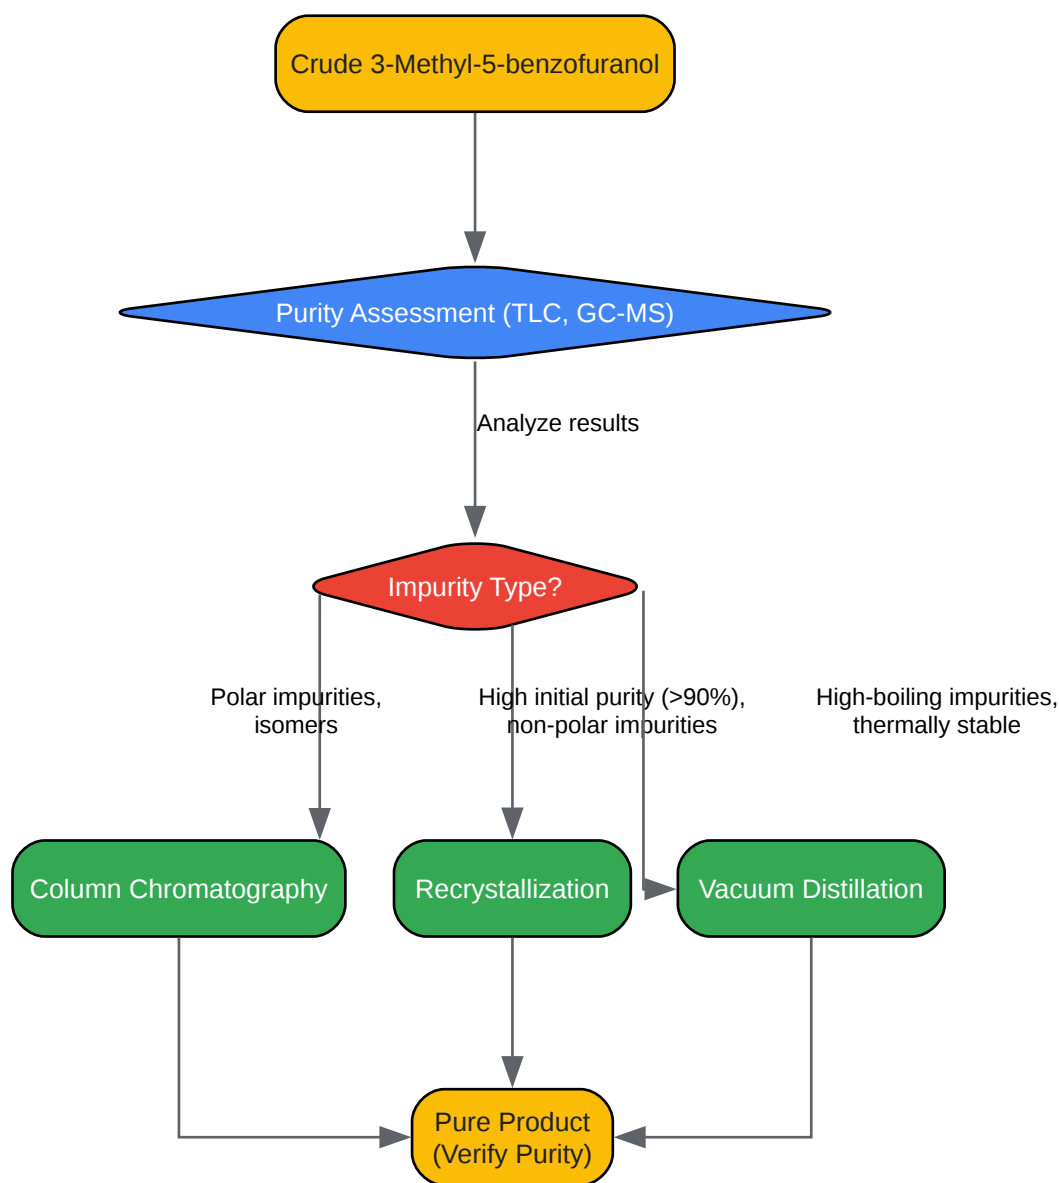 Crude 3-Methyl-5-benzofuranol
Purity Assessment (TLC, GC-MS)
Analyze results
Impurity Type?
Polar impurities,
isomers
High initial purity (>90%),
non-polar impurities
High-boiling impurities,
thermally stable
Column Chromatography
Recrystallization
Vacuum Distillation
Pure Product
(Verify Purity)